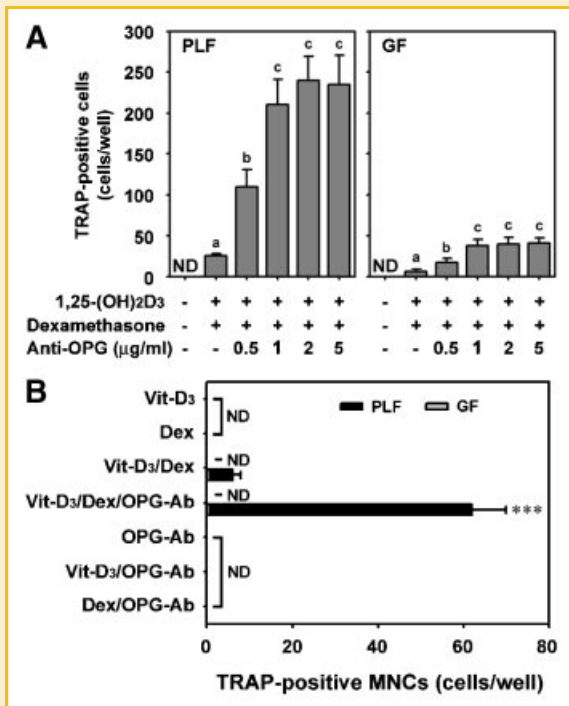 A
PLF
GF
TRAP-positive cells
(cells/well)
300
250
200
150
100
50
0
ND
a
b
c
c
c
ND
a
b
c
c
c
1,25-(OH)2D3 - + + + + + - + + + + +
Dexamethasone - + + + + + - + + + + +
Anti-OPG (μg/ml) - - 0.5 1 2 5 - - 0.5 1 2 5
B
PLF GF
Vit-D3
ND
Dex
Vit-D3/Dex
ND
Vit-D3/Dex/OPG-Ab
ND
***
OPG-Ab
Vit-D3/OPG-Ab
ND
Dex/OPG-Ab
0 20 40 60 80
TRAP-positive MNCs (cells/well)